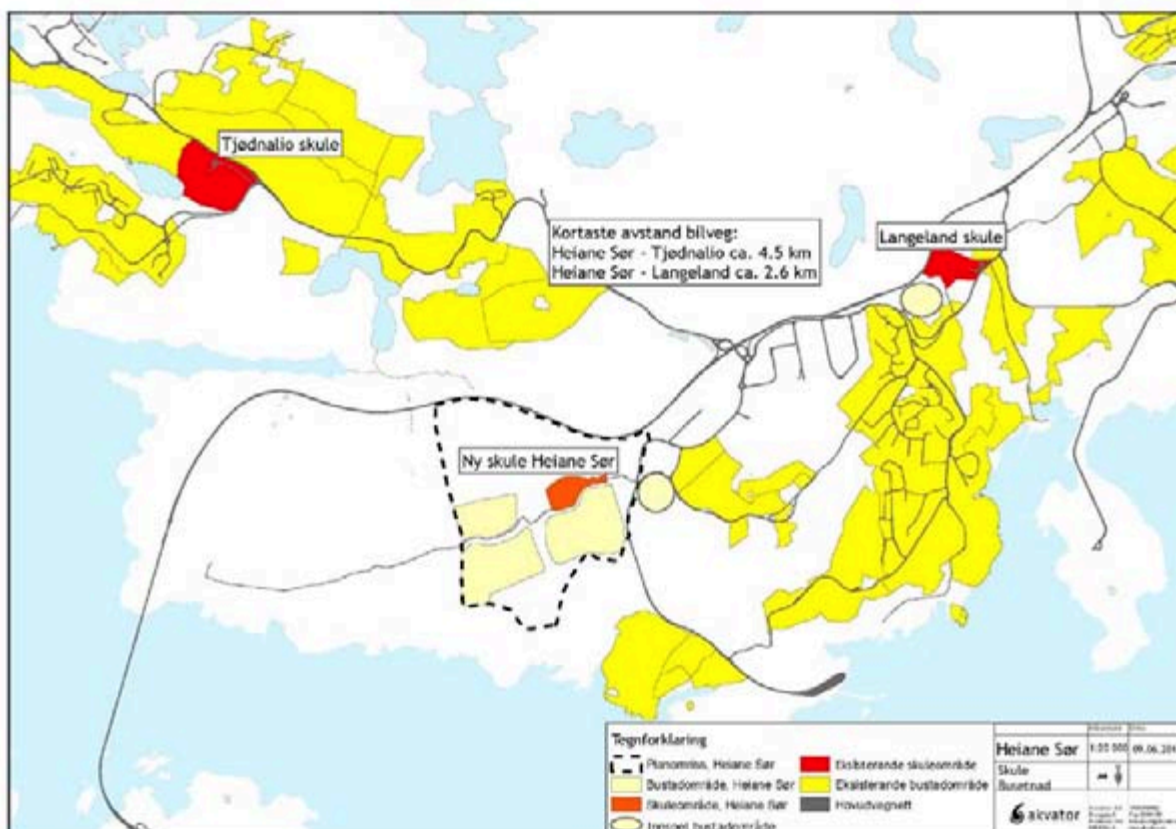 Tjødnalio skule
Kortaste avstand bilveg:
Heiane Sør - Tjødnalio ca. 4.5 km
Heiane Sør - Langeland ca. 2.6 km
Langeland skule
Ny skule Heiane Sør
Tegnforklaring
Planområde, Heiane Sør
Bustadområde, Heiane Sør
Skuleområde, Heiane Sør
bustadområde
Eksisterande skuleområde
Eksisterande bustadområde
Hovudvegnett
Heiane Sør
Skule
Busetnad
akvator